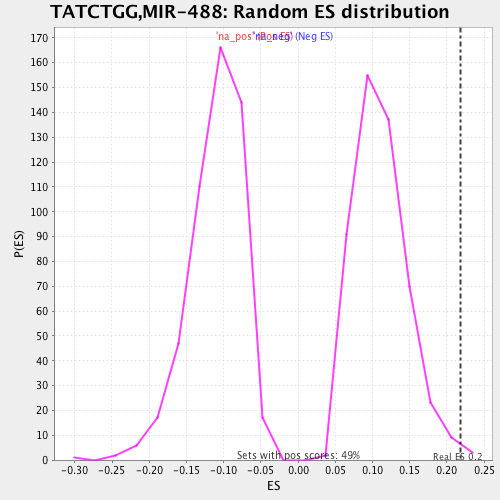 TATCTGG,MIR-488: Random ES distribution
'na_pos' (Pos ES) 'na_neg' (Neg ES)
170
160
150
140
130
120
110
100
90
80
70
60
50
40
30
20
10
0
P(ES)
Sets with pos scores: 49%
Real ES 0.2
-0.30 -0.25 -0.20 -0.15 -0.10 -0.05 0.00 0.05 0.10 0.15 0.20 0.25
ES